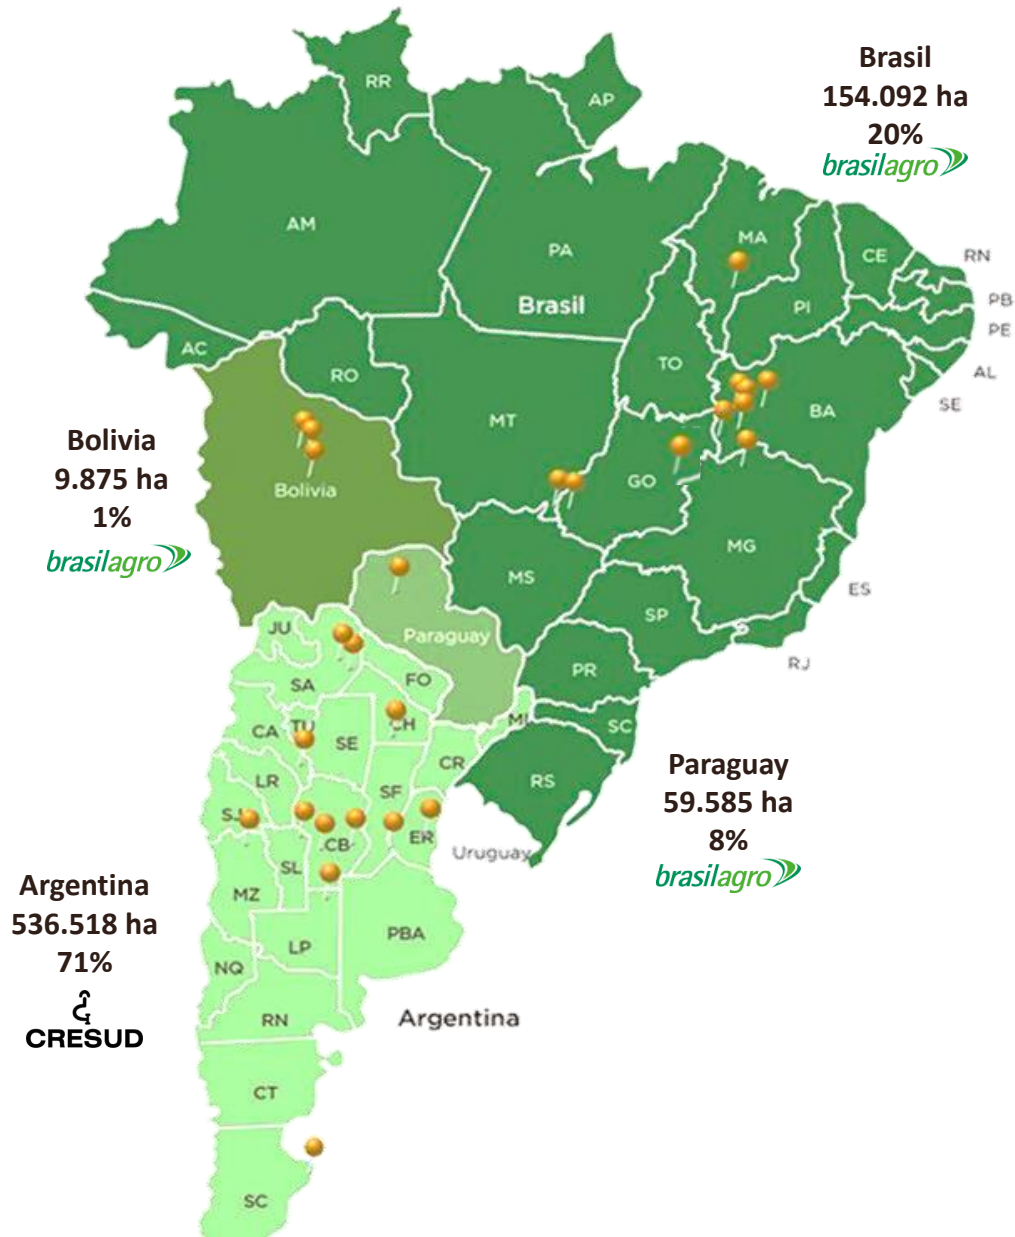 Brasil
154.092 ha
20%
brasilagro
RR
AP
AM
PA
MA
CE
RN
PB
PE
AL
SE
PI
Brasil
AC
RO
TO
BA
MT
GO
MG
ES
Bolivia
9.875 ha
1%
brasilagro
Bolivia
MS
SP
RJ
PR
SC
RS
Paraguay
JU
SA
FO
CA
TU
SE
CH
MI
CR
LR
SF
SJ
CB
ER
Uruguay
SL
MZ
Paraguay
59.585 ha
8%
brasilagro
Argentina
536.518 ha
71%
CRESUD
PBA
LP
NQ
RN
Argentina
CT
SC